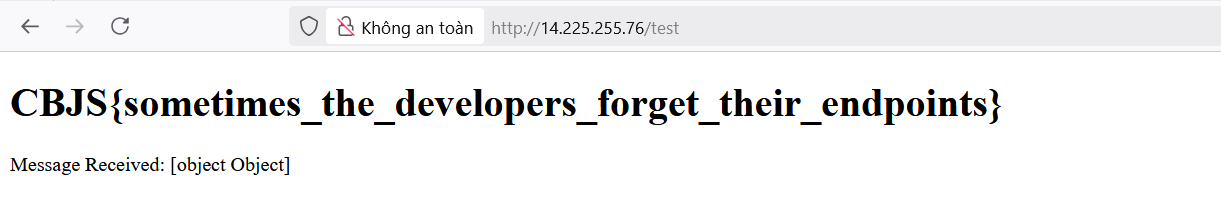 Không an toàn http://14.225.255.76/test
CBJS{sometimes_the_developers_forget_their_endpoints}
Message Received: [object Object]